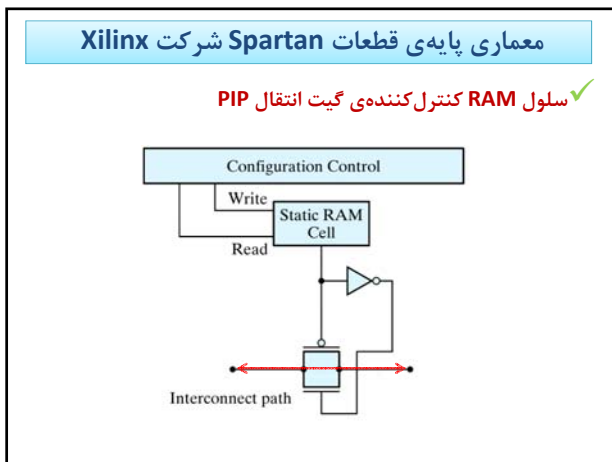 معماری پایه‌ی قطعات Spartan شرکت Xilinx
سلول RAM کنترل‌کننده‌ی گیت انتقال PIP
Configuration Control
Write
Static RAM
Cell
Read
Interconnect path